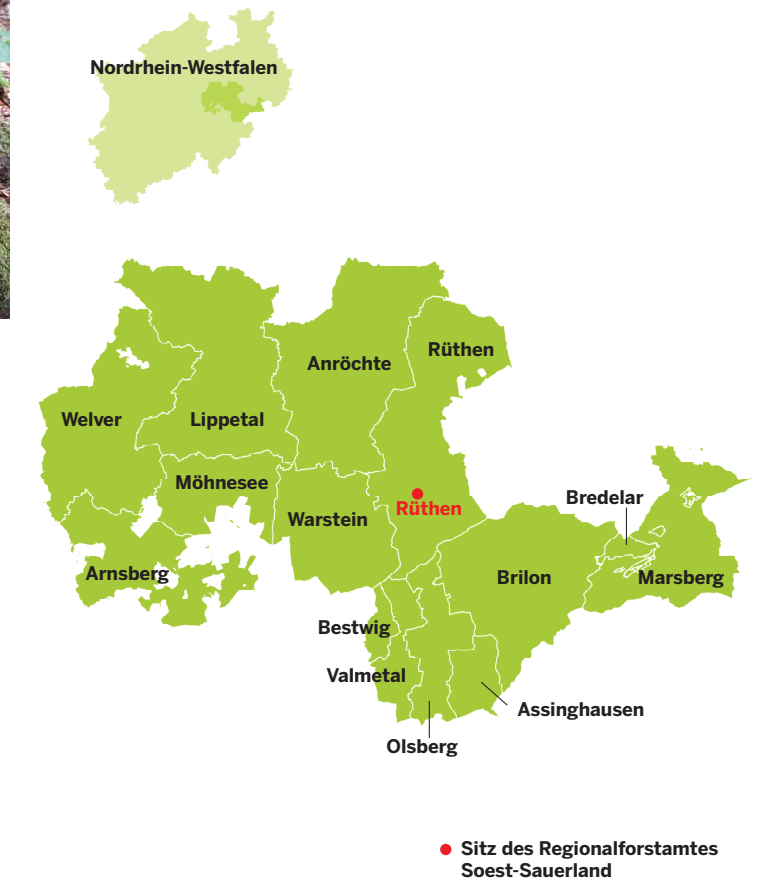 Nordrhein-Westfalen
Rüthen
Anröchte
Welver
Lippetal
Möhnesee
Bredelar
Rüthen
Warstein
Arnsberg
Brilon
Marsberg
Bestwig
Valmetal
Assinghausen
Olsberg
Sitz des Regionalforstamtes
Soest-Sauerland